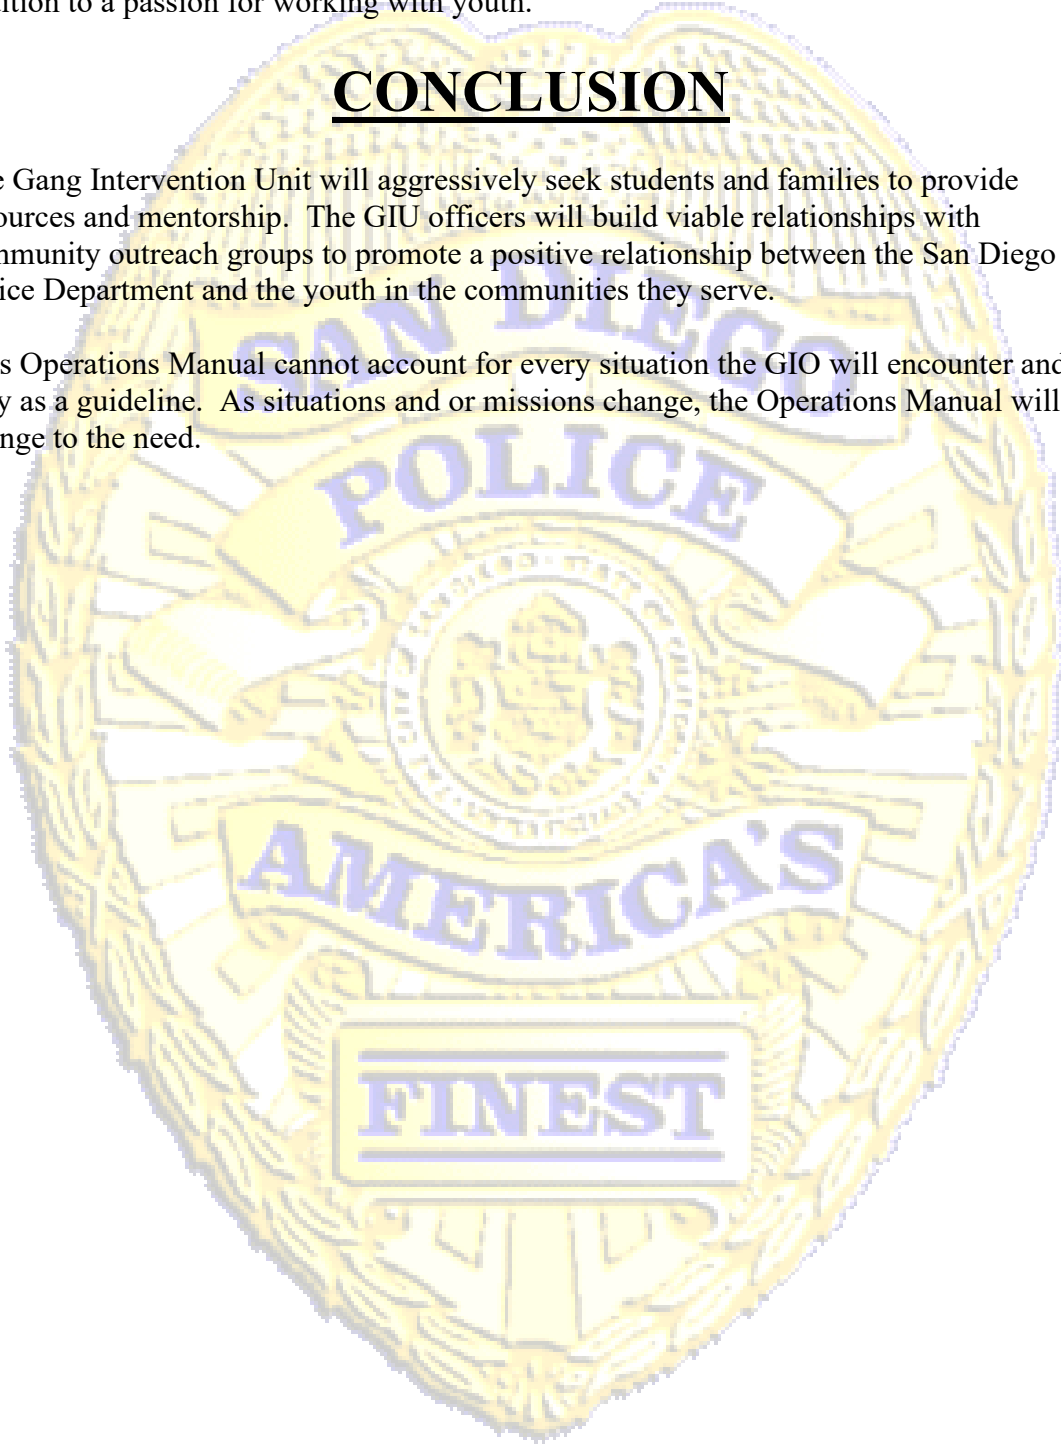 dition to a passion for working with youth.
CONCLUSION
e Gang Intervention Unit will aggressively seek students and families to provide
ources and mentorship. The GIU officers will build viable relationships with
mmunity outreach groups to promote a positive relationship between the San Diego
ice Department and the youth in the communities they serve.
s Operations Manual cannot account for every situation the GIO will encounter and
y as a guideline. As situations and or missions change, the Operations Manual will
nge to the need.
SAN DIEGO
POLICE
AMERICA'S
FINEST